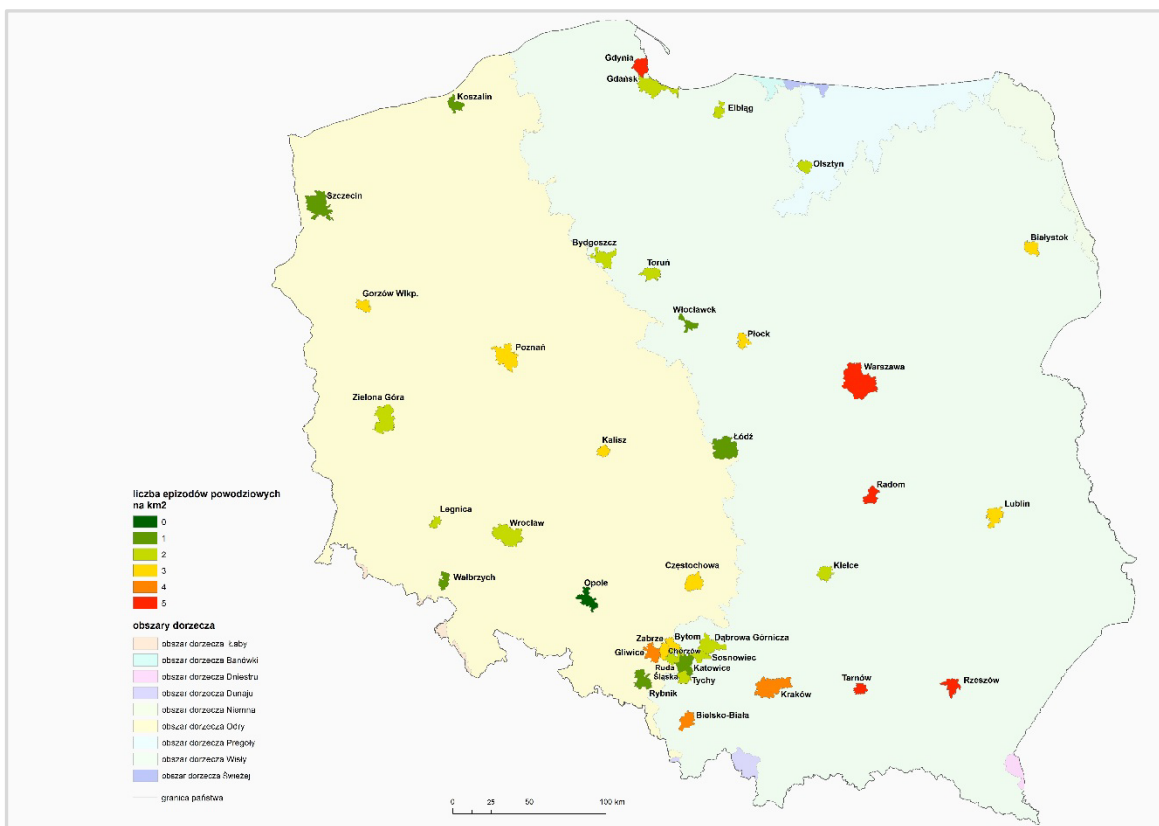 Gdynia
Gdańsk
Koszalin
Elbląg
Olsztyn
Szczecin
Białystok
Bydgoszcz
Toruń
Gorzów Wlkp.
Włocławek
Płock
Poznań
Warszawa
Zielona Góra
Kalisz
Łódź
Radom
Lublin
Legnica
Wrocław
Częstochowa
Kielce
Wałbrzych
Opole
Zabrze
Bytom
Dąbrowa Górnicza
Gliwice
Chorzów
Sosnowiec
Ruda
Śląska
Katowice
Tychy
Rybnik
Kraków
Tarnów
Rzeszów
Bielsko-Biała
liczba epizodów powodziowych
na km2
0
1
2
3
4
5
obszary dorzecza
obszar dorzecza Łaby
obszar dorzecza Banówki
obszar dorzecza Dniestru
obszar dorzecza Dunaju
obszar dorzecza Niemna
obszar dorzecza Odry
obszar dorzecza Pregoły
obszar dorzecza Wisły
obszar dorzecza Świeżej
granica państwa
0 25 50 100 km